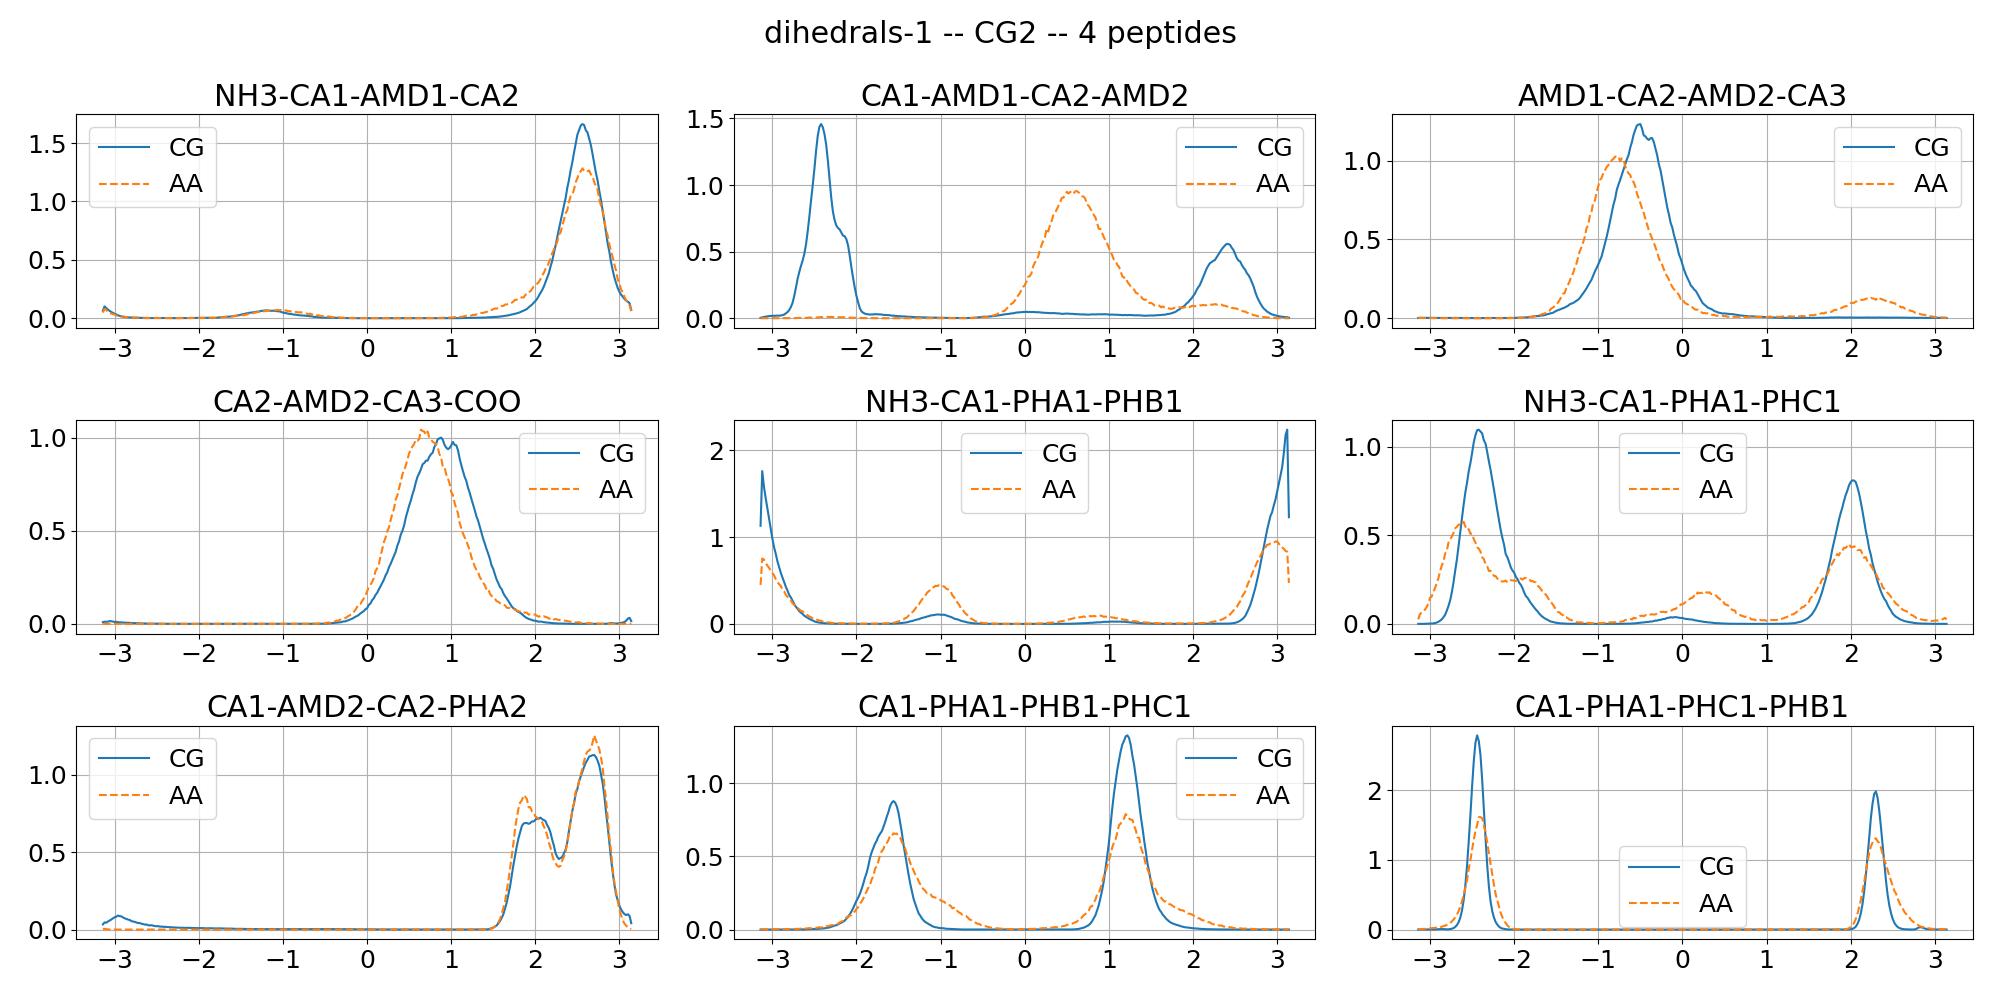 dihedrals-1 -- CG2 -- 4 peptides
NH3-CA1-AMD1-CA2
1.5
1.0
0.5
0.0
CG
AA
−3 −2 −1 0 1 2 3
CA1-AMD1-CA2-AMD2
1.5
1.0
0.5
0.0
CG
AA
−3 −2 −1 0 1 2 3
AMD1-CA2-AMD2-CA3
1.0
0.5
0.0
CG
AA
−3 −2 −1 0 1 2 3
CA2-AMD2-CA3-COO
1.0
0.5
0.0
CG
AA
−3 −2 −1 0 1 2 3
NH3-CA1-PHA1-PHB1
2
1
0
CG
AA
−3 −2 −1 0 1 2 3
NH3-CA1-PHA1-PHC1
1.0
0.5
0.0
CG
AA
−3 −2 −1 0 1 2 3
CA1-AMD2-CA2-PHA2
1.0
0.5
0.0
CG
AA
−3 −2 −1 0 1 2 3
CA1-PHA1-PHB1-PHC1
1.0
0.5
0.0
CG
AA
−3 −2 −1 0 1 2 3
CA1-PHA1-PHC1-PHB1
2
1
0
CG
AA
−3 −2 −1 0 1 2 3